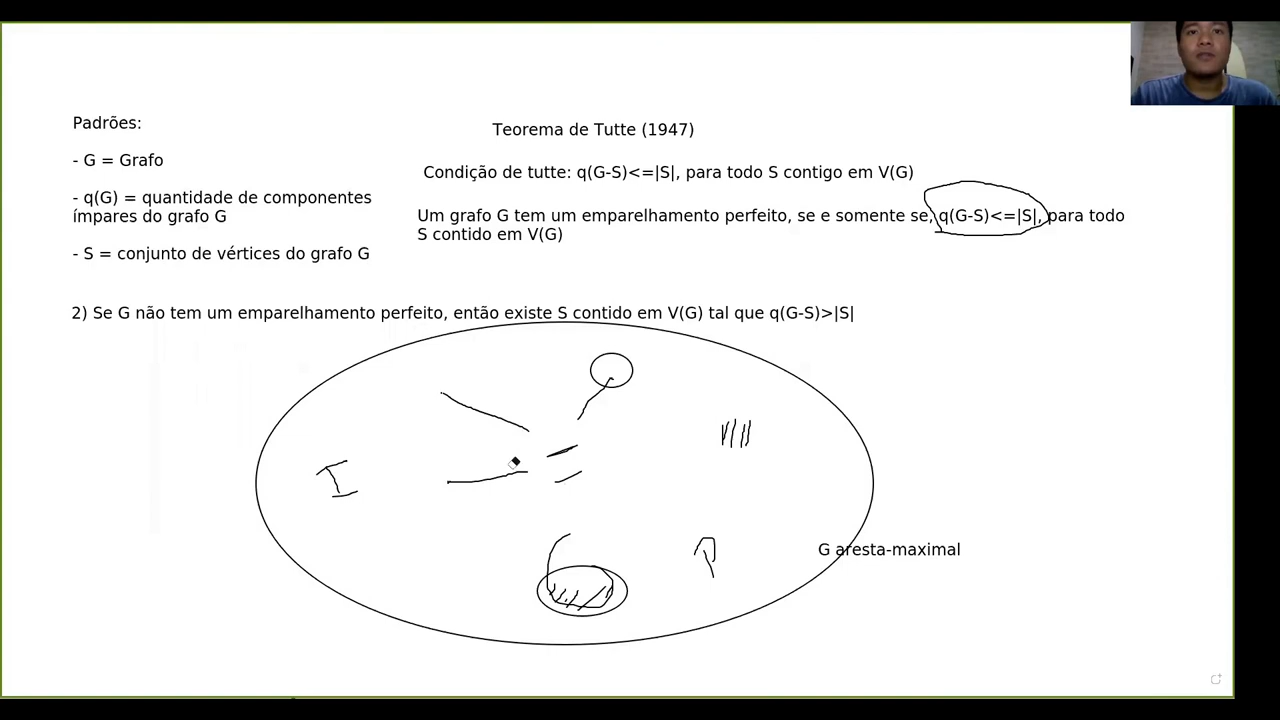 Padrões:
- G = Grafo
- q(G) = quantidade de componentes
ímpares do grafo G
- S = conjunto de vértices do grafo G
Teorema de Tutte (1947)
Condição de tutte: q(G-S)<=|S|, para todo S contigo em V(G)
Um grafo G tem um emparelhamento perfeito, se e somente se, q(G-S)<=|S|, para todo
S contido em V(G)
2) Se G não tem um emparelhamento perfeito, então existe S contido em V(G) tal que q(G-S)>|S|
I
G aresta-maximal